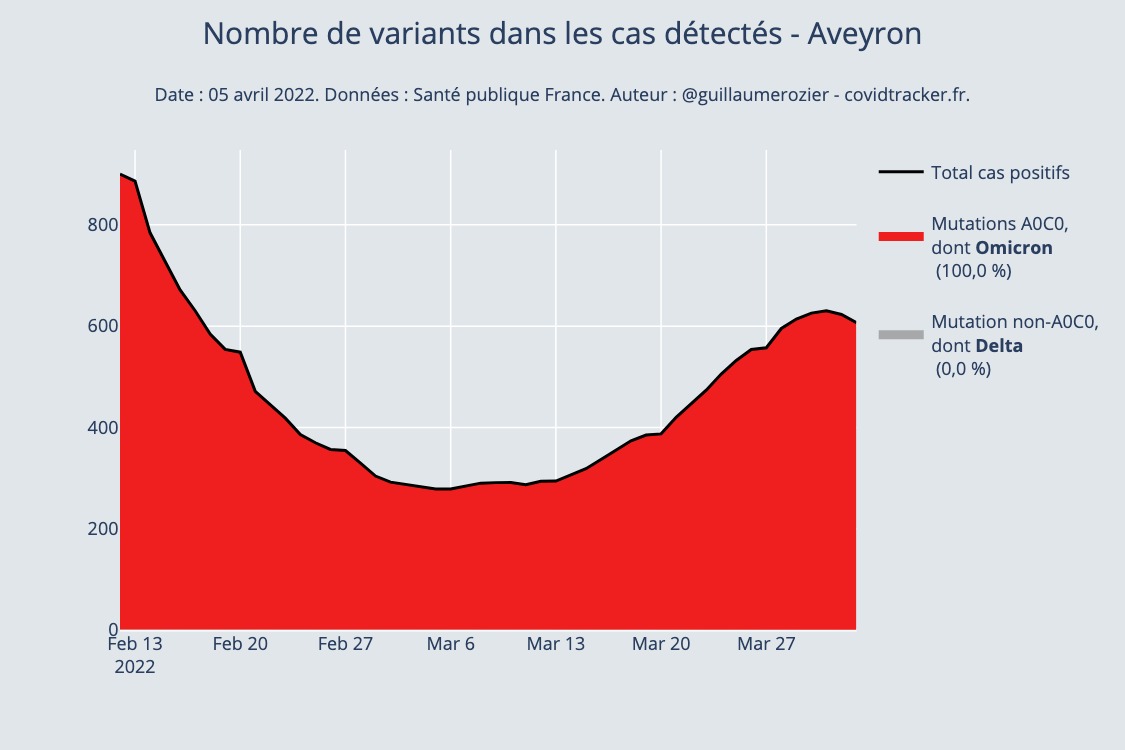 Nombre de variants dans les cas détectés - Aveyron
Date : 05 avril 2022. Données : Santé publique France. Auteur : @guillaumerozier - covidtracker.fr.
Total cas positifs
Mutations A0C0,
dont Omicron
(100,0 %)
Mutation non-A0C0,
dont Delta
(0,0 %)
800
600
400
200
0
Feb 13
2022
Feb 20
Feb 27
Mar 6
Mar 13
Mar 20
Mar 27